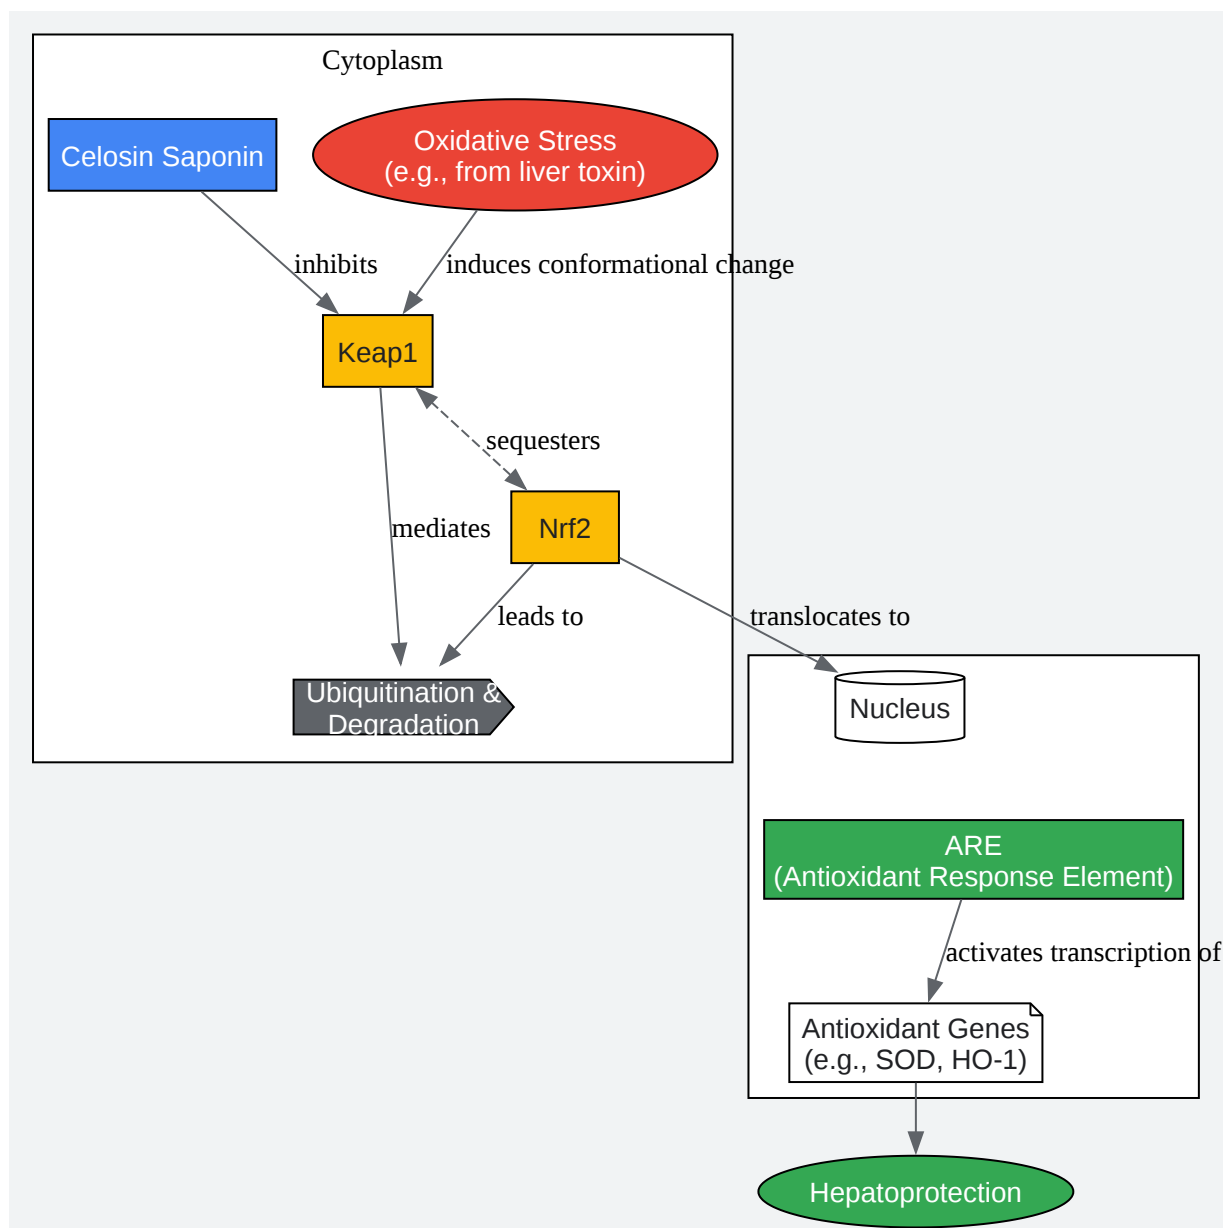 Cytoplasm
Celosin Saponin
Oxidative Stress
(e.g., from liver toxin)
inhibits
induces conformational change
Keap1
sequesters
mediates
Nrf2
leads to
translocates to
Ubiquitination &
Degradation
Nucleus
ARE
(Antioxidant Response Element)
activates transcription of
Antioxidant Genes
(e.g., SOD, HO-1)
Hepatoprotection